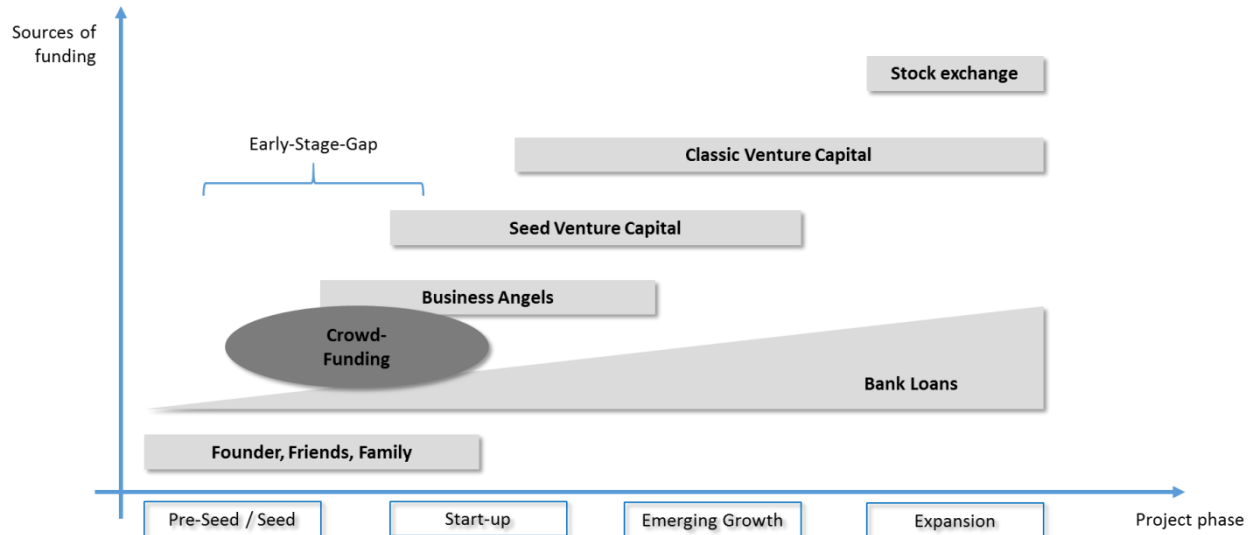 Sources of
funding
Stock exchange
Early-Stage-Gap
Classic Venture Capital
Seed Venture Capital
Business Angels
Crowd-
Funding
Bank Loans
Founder, Friends, Family
Pre-Seed / Seed
Start-up
Emerging Growth
Expansion
Project phase